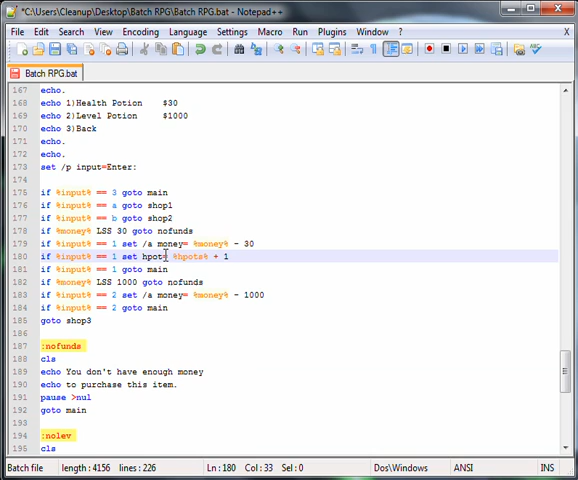 *C:\Users\Cleanup\Desktop\Batch RPG\Batch RPG.bat - Notepad++
File Edit Search View Encoding Language Settings Macro Run Plugins Window ? X
Batch RPG.bat
167 echo.
168 echo 1)Health Potion $30
169 echo 2)Level Potion $1000
170 echo 3)Back
171 echo.
172 echo.
173 set /p input=Enter:
174
175 if %input% == 3 goto main
176 if %input% == a goto shop1
177 if %input% == b goto shop2
178 if %money% LSS 30 goto nofunds
179 if %input% == 1 set /a money= %money% - 30
180 if %input% == 1 set hpot= %hpots% + 1
181 if %input% == 1 goto main
182 if %money% LSS 1000 goto nofunds
183 if %input% == 2 set /a money= %money% - 1000
184 if %input% == 2 goto main
185 goto shop3
186
187 :nofunds
188 cls
189 echo You don't have enough money
190 echo to purchase this item.
191 pause >nul
192 goto main
193
194 :nolev
195 cls
Batch file length : 4156 lines : 226 Ln : 180 Col : 33 Sel : 0 Dos\Windows ANSI INS